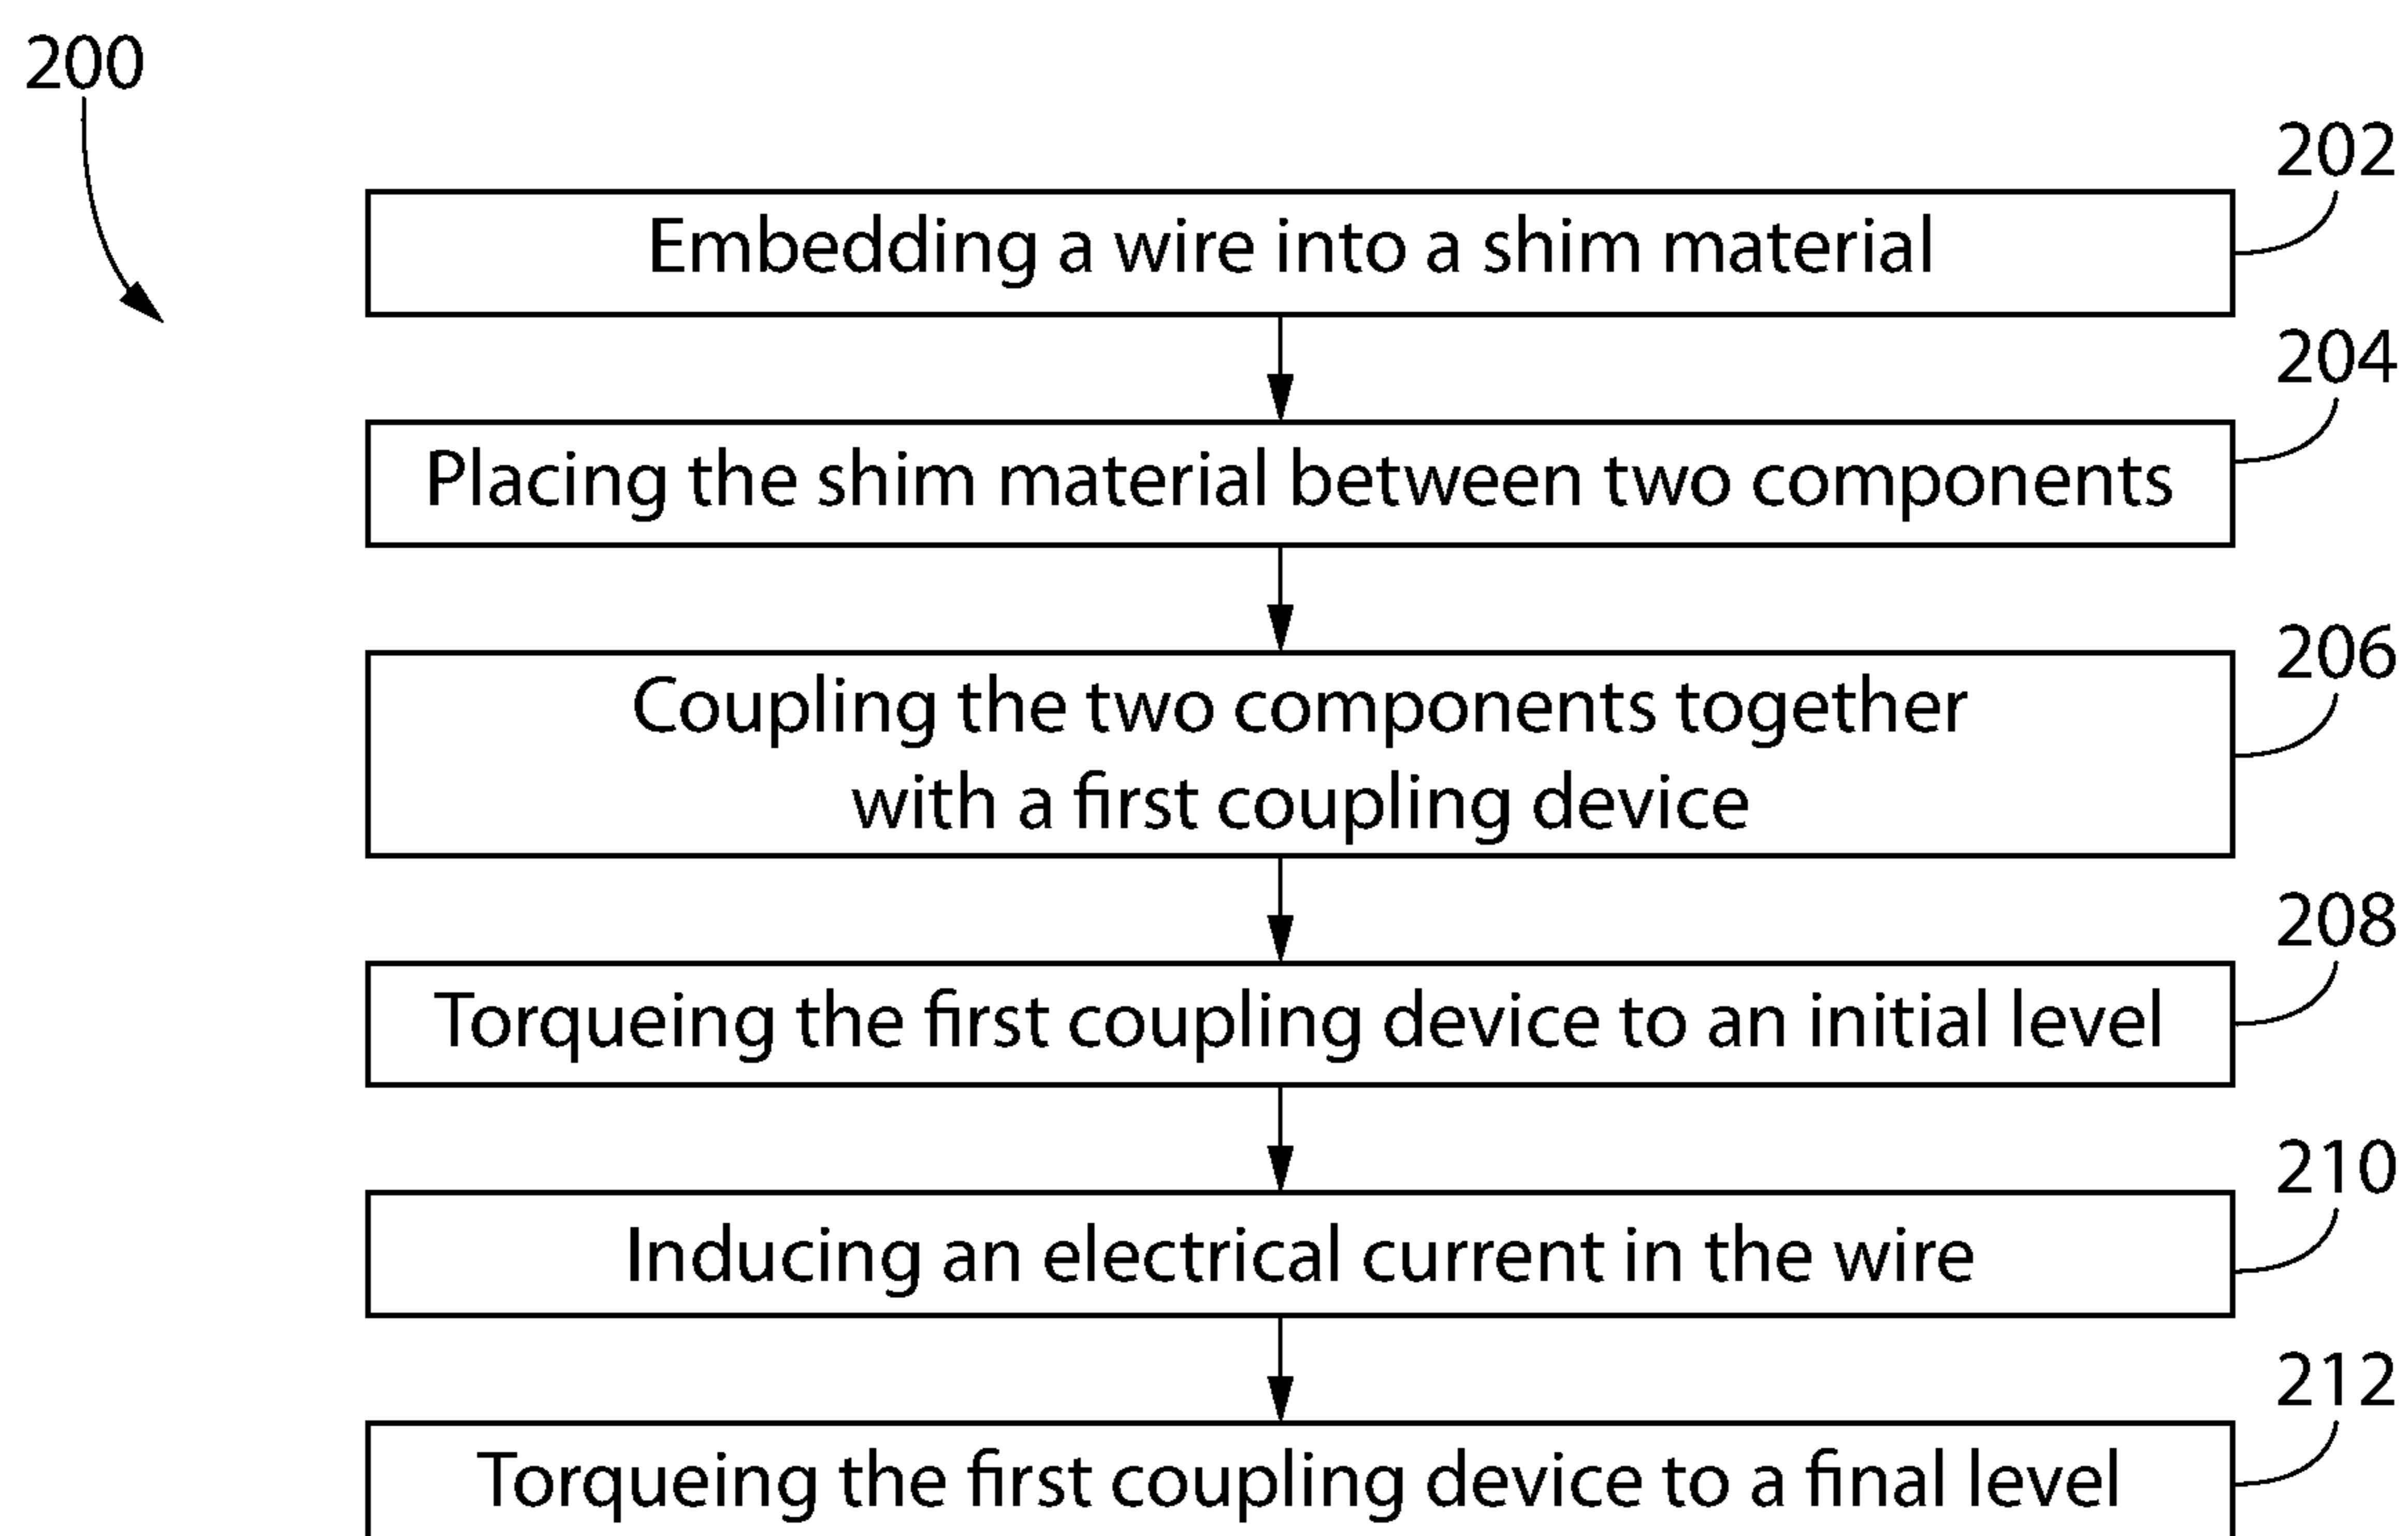 200
202
Embedding a wire into a shim material
204
Placing the shim material between two components
206
Coupling the two components together
with a first coupling device
208
Torqueing the first coupling device to an initial level
210
Inducing an electrical current in the wire
212
Torqueing the first coupling device to a final level